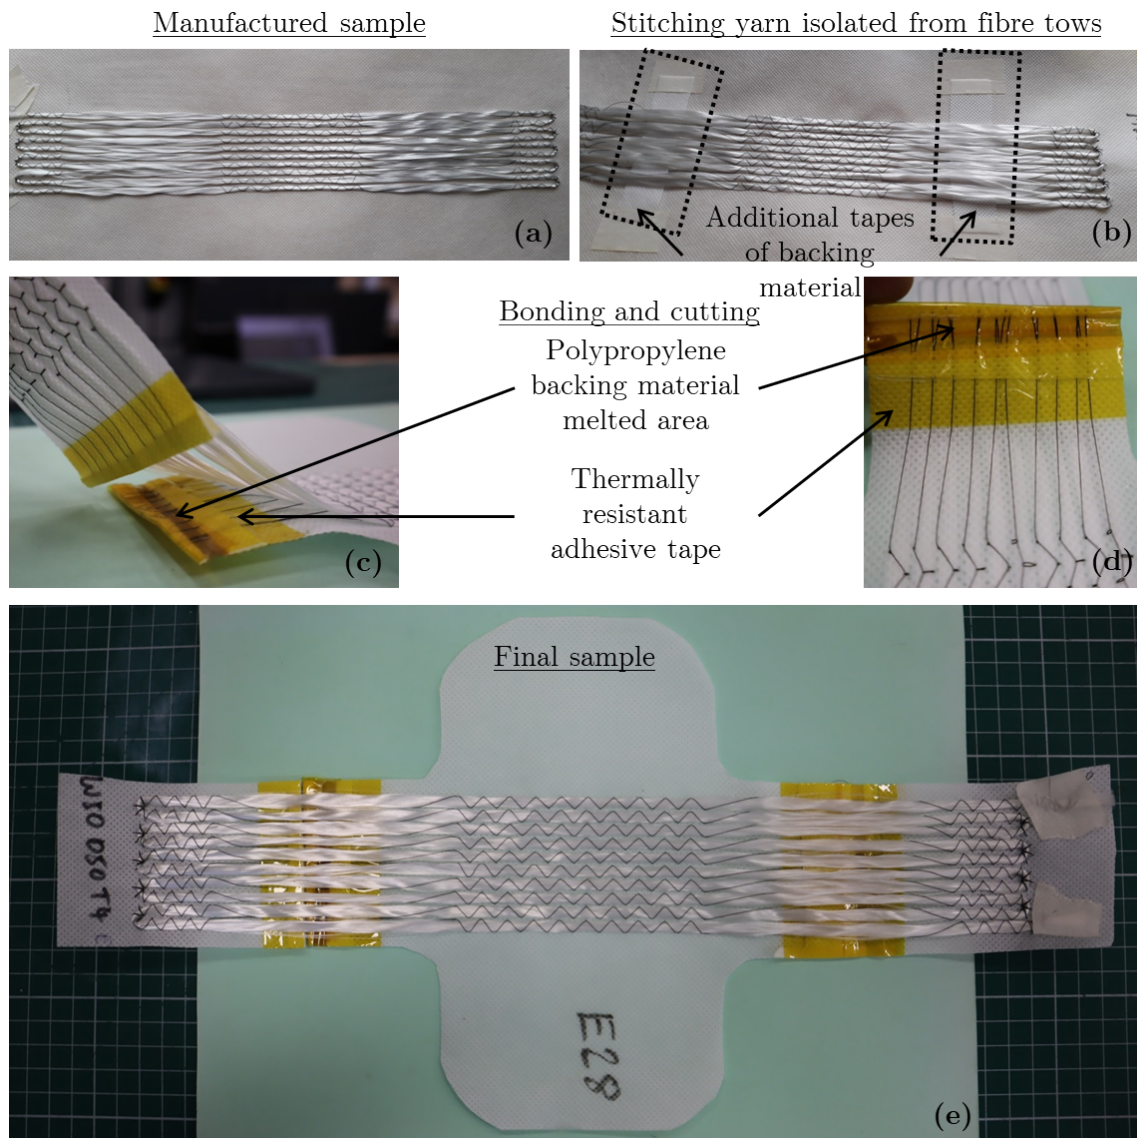 Manufactured sample
Stitching yarn isolated from fibre tows
(a)
Additional tapes
of backing
material
(b)
Bonding and cutting
Polypropylene
backing material
melted area
Thermally
resistant
adhesive tape
(c)
(d)
Final sample
E28
(e)